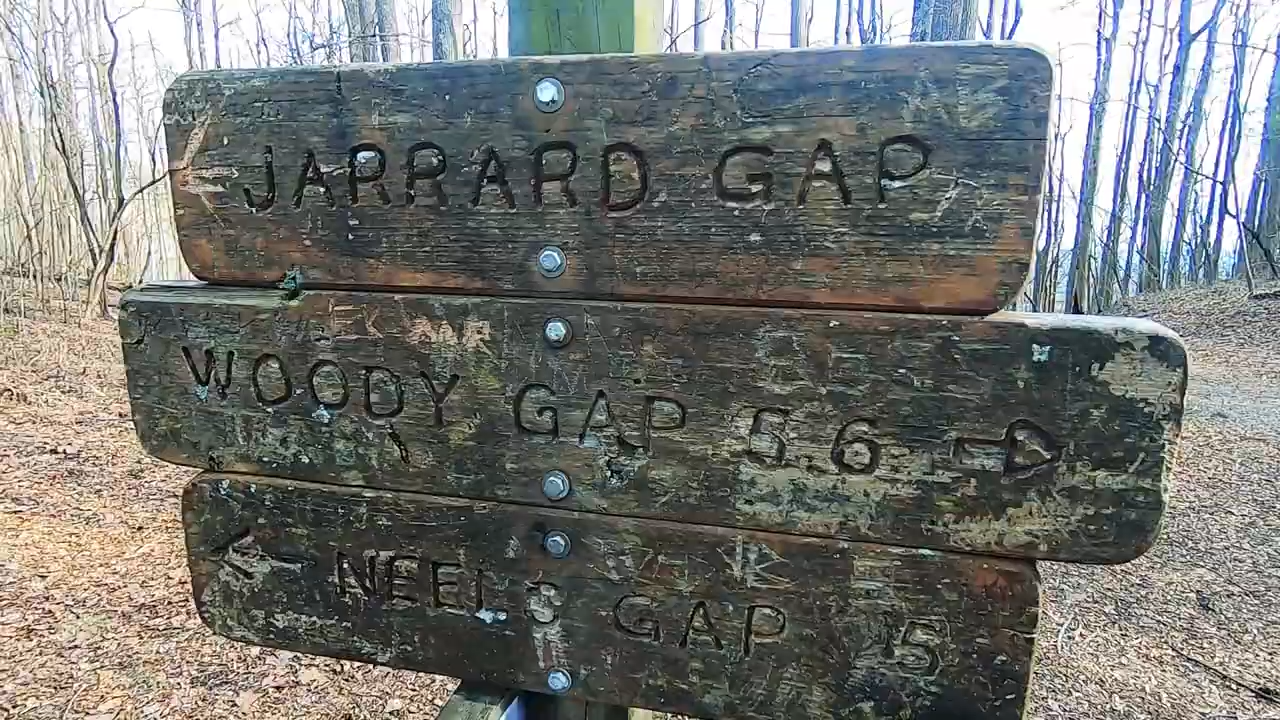 ← JARRARD GAP
WOODY GAP 5.6 →
← NEELS GAP 5